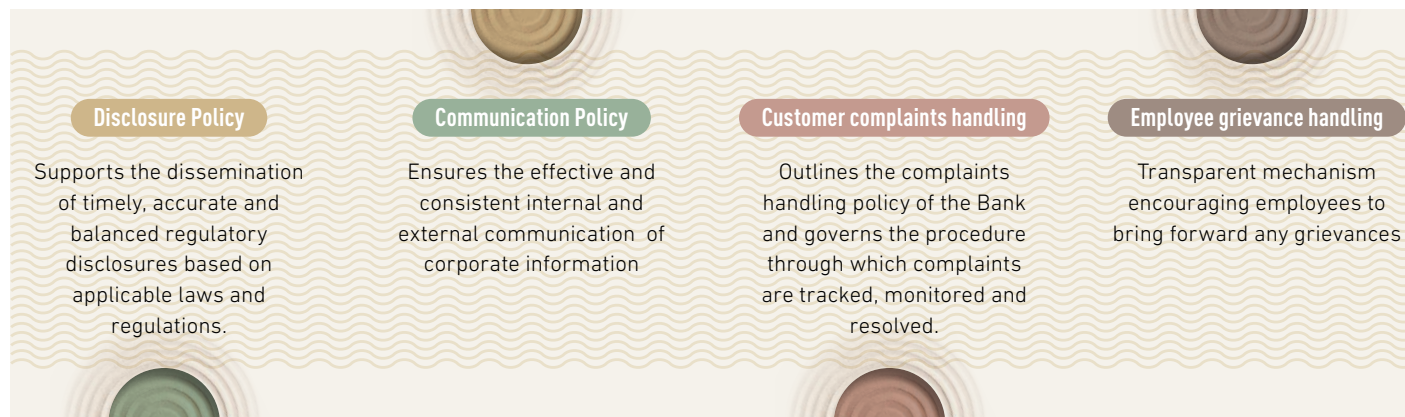 Disclosure Policy
Supports the dissemination
of timely, accurate and
balanced regulatory
disclosures based on
applicable laws and
regulations.
Communication Policy
Ensures the effective and
consistent internal and
external communication of
corporate information
Customer complaints handling
Outlines the complaints
handling policy of the Bank
and governs the procedure
through which complaints
are tracked, monitored and
resolved.
Employee grievance handling
Transparent mechanism
encouraging employees to
bring forward any grievances